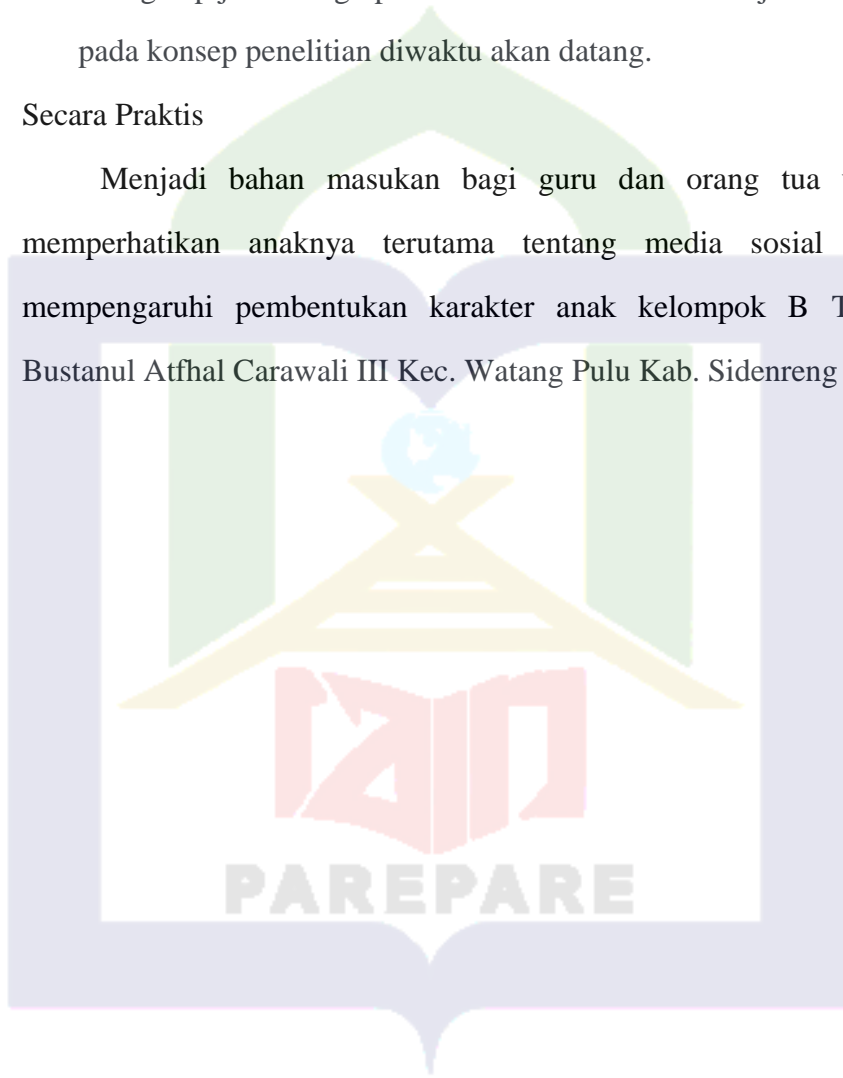 pada konsep penelitian diwaktu akan datang.
Secara Praktis
Menjadi bahan masukan bagi guru dan orang tua
memperhatikan anaknya terutama tentang media sosial
mempengaruhi pembentukan karakter anak kelompok B
Bustanul Atfhal Carawali III Kec. Watang Pulu Kab. Sidenreng
PAREPARE